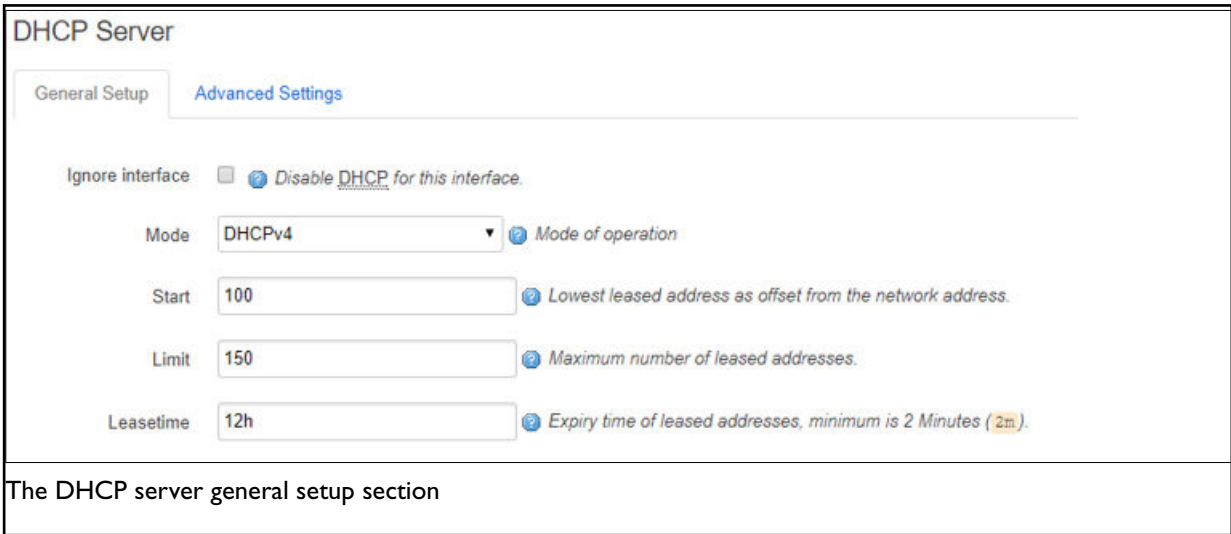 DHCP Server
General Setup Advanced Settings
Ignore interface Disable DHCP for this interface.
Mode DHCPv4 Mode of operation
Start 100 Lowest leased address as offset from the network address.
Limit 150 Maximum number of leased addresses.
Leasetime 12h Expiry time of leased addresses, minimum is 2 Minutes ( 2m ).
The DHCP server general setup section